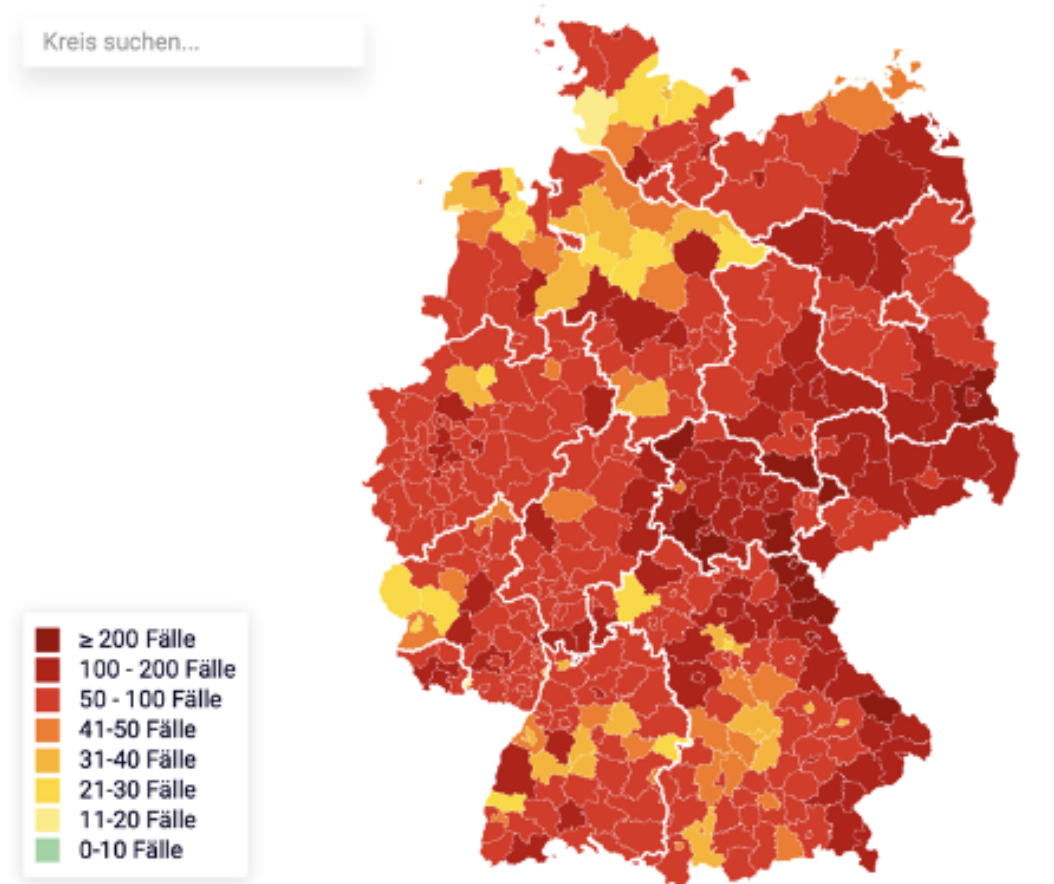 Kreis suchen...
≥ 200 Fälle
100 - 200 Fälle
50 - 100 Fälle
41-50 Fälle
31-40 Fälle
21-30 Fälle
11-20 Fälle
0-10 Fälle